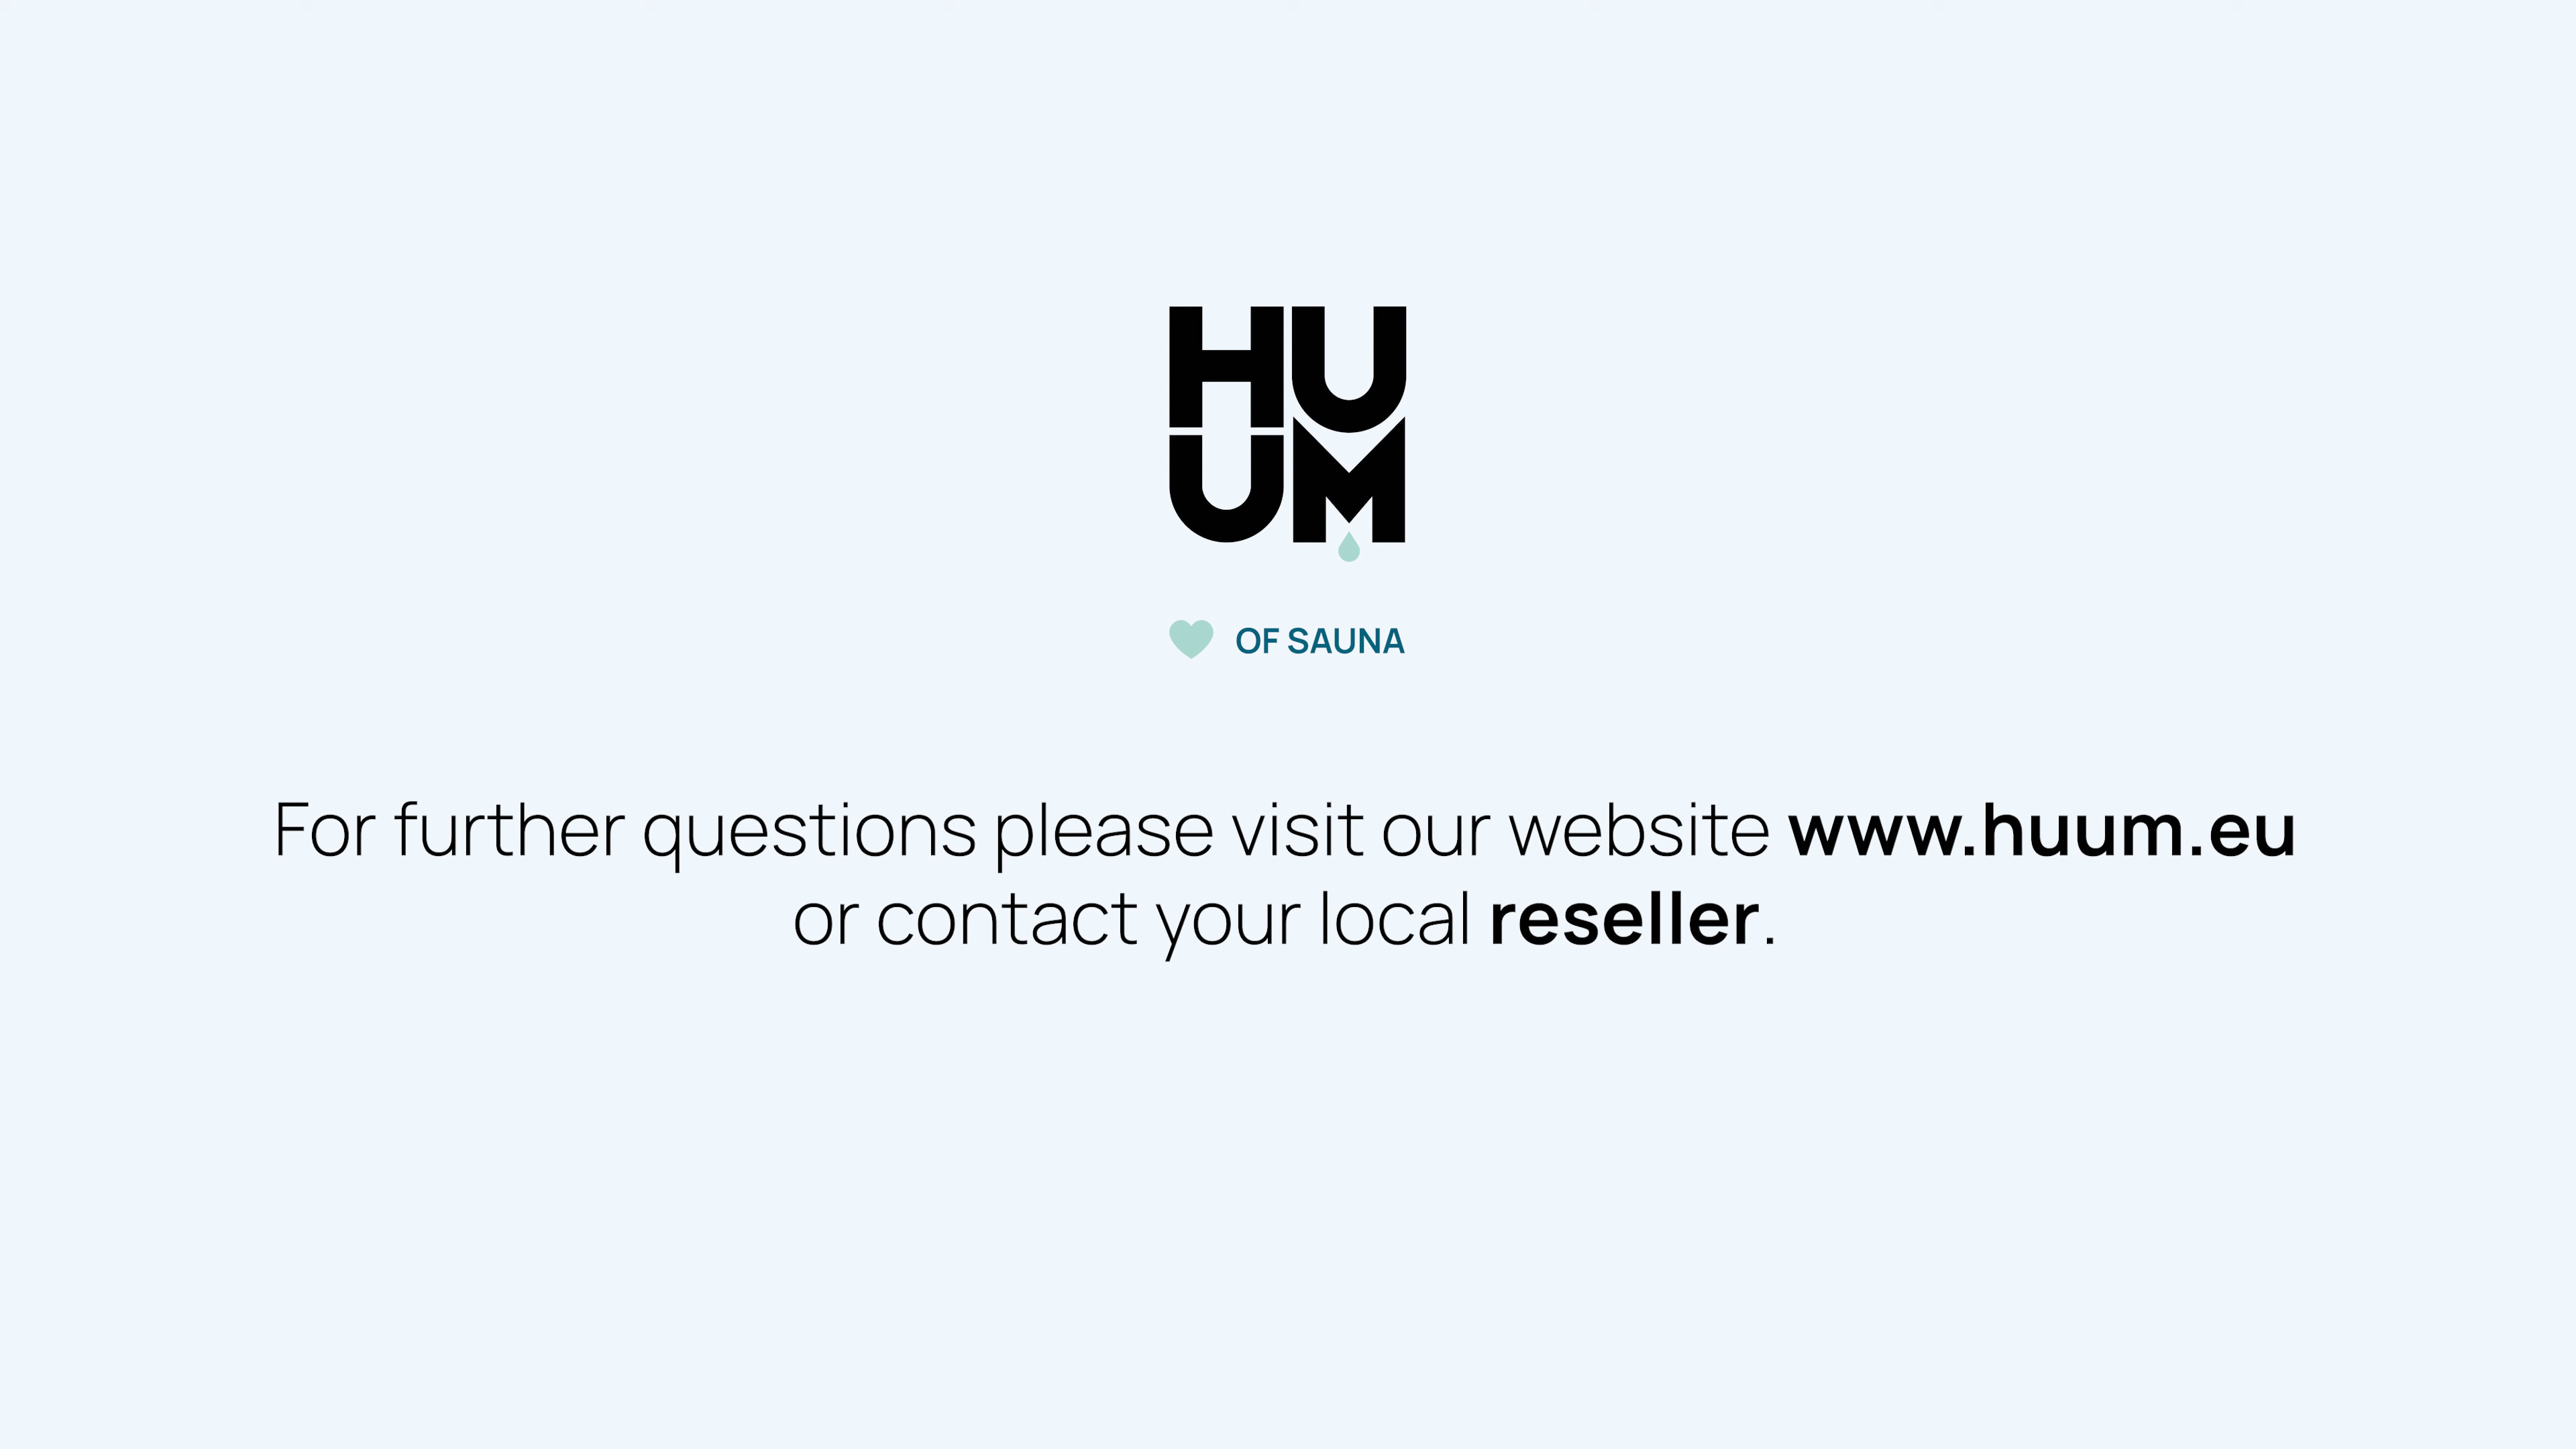 HU
UM
OF SAUNA
For further questions please visit our website www.huum.eu
or contact your local reseller.